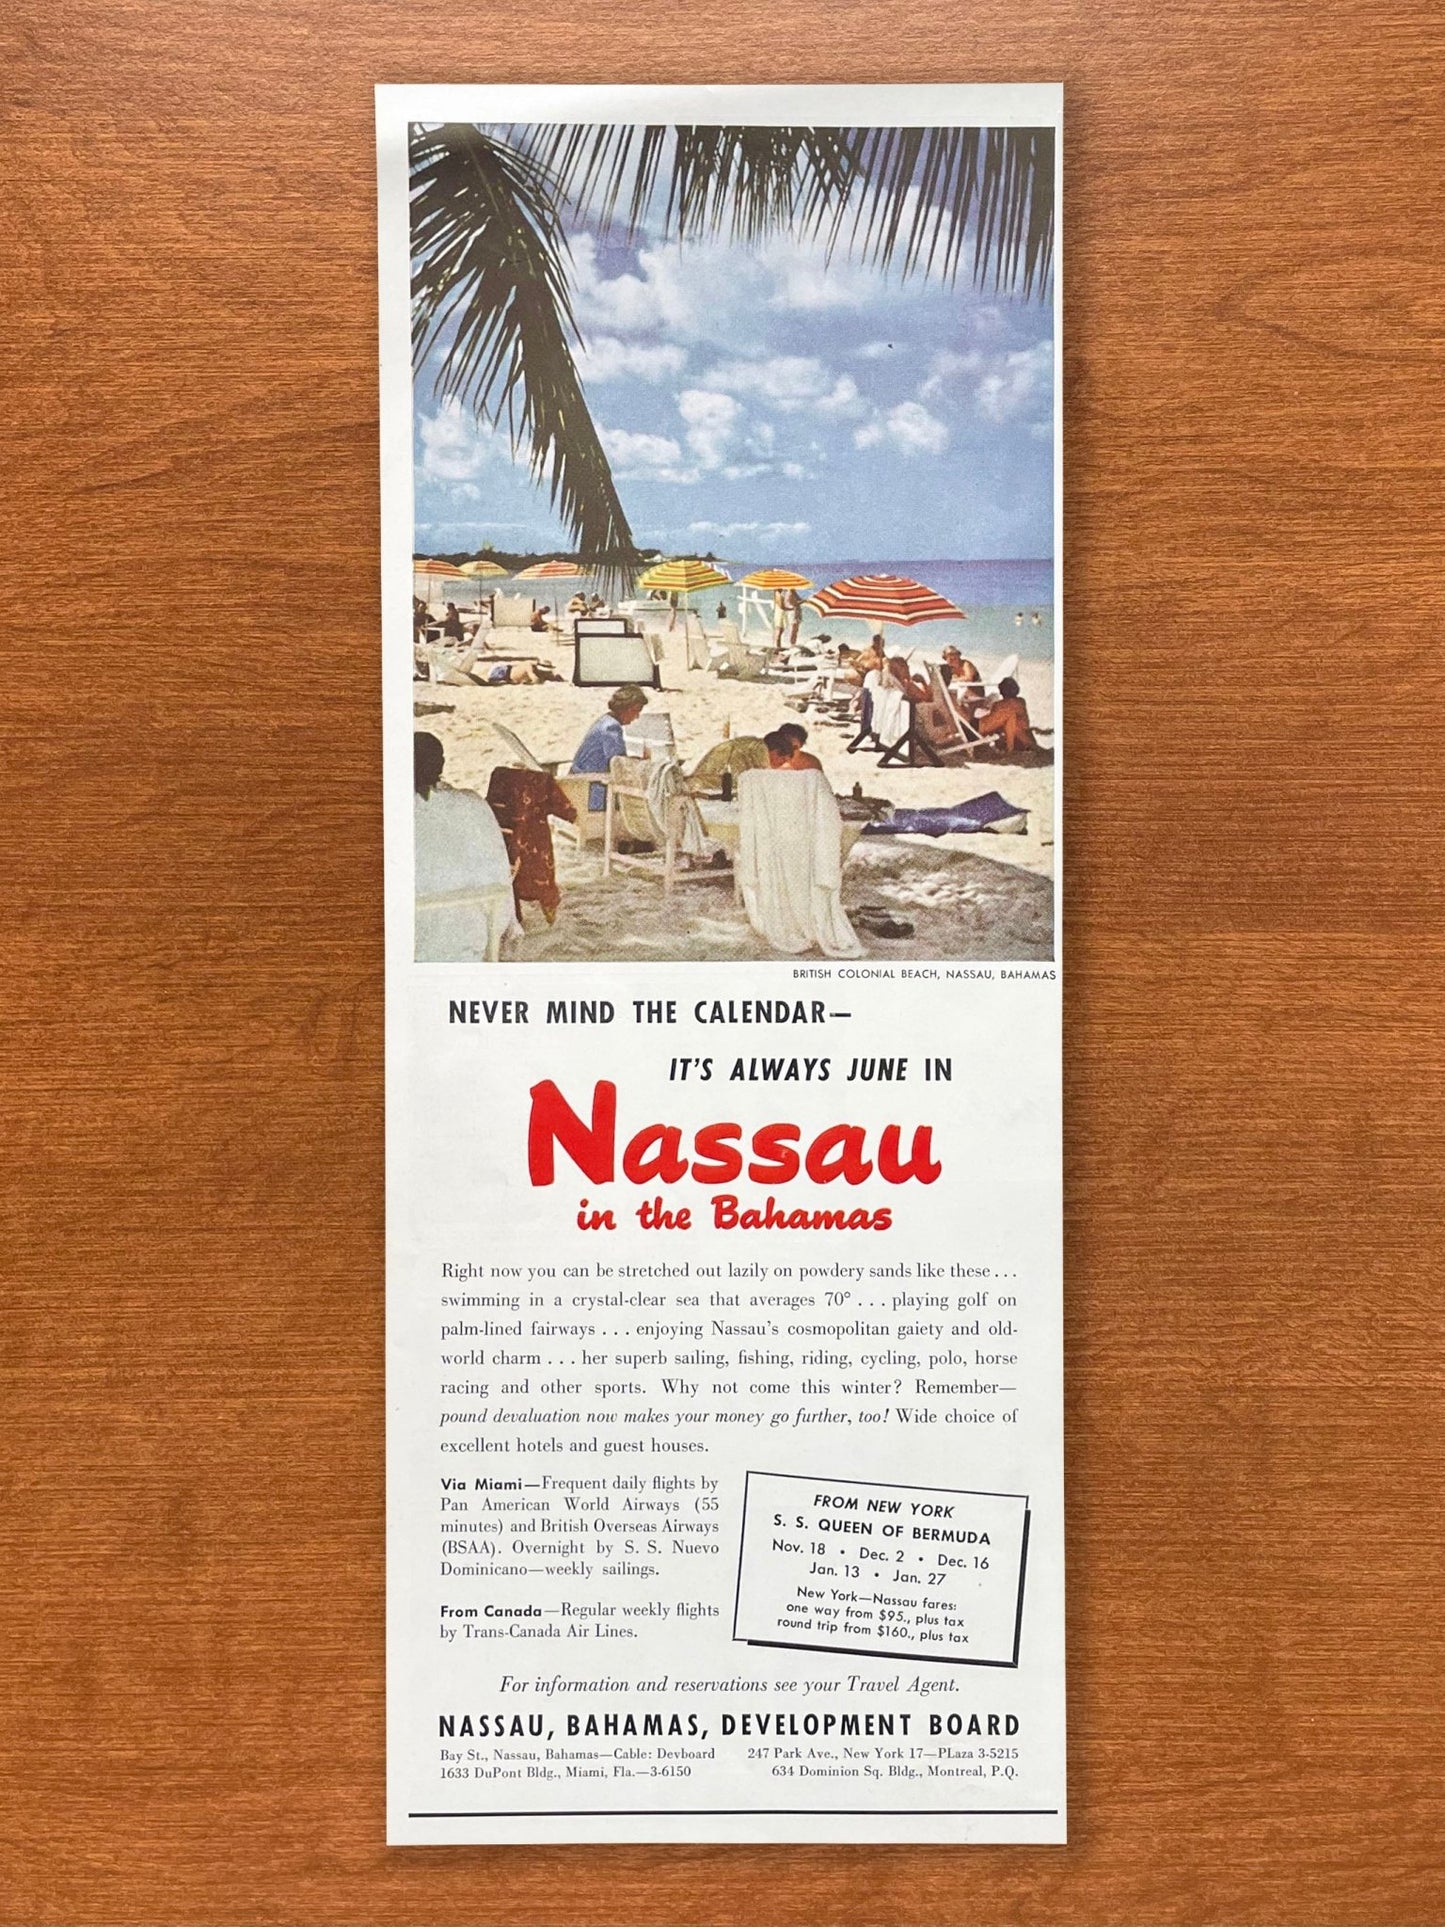 BRITISH COLONIAL BEACH, NASSAU, BAHAMAS
NEVER MIND THE CALENDAR—
IT'S ALWAYS JUNE IN
Nassau
in the Bahamas
Right now you can be stretched out lazily on powdery sands like these . . .
swimming in a crystal-clear sea that averages 70° . . . playing golf on
palm-lined fairways . . . enjoying Nassau's cosmopolitan gaiety and old-
world charm . . . her superb sailing, fishing, riding, cycling, polo, horse
racing and other sports. Why not come this winter? Remember—
pound devaluation now makes your money go further, too! Wide choice of
excellent hotels and guest houses.
Via Miami—Frequent daily flights by
Pan American World Airways (55
minutes) and British Overseas Airways
(BSAA). Overnight by S. S. Nuevo
Dominicano—weekly sailings.
From Canada—Regular weekly flights
by Trans-Canada Air Lines.
FROM NEW YORK
S. S. QUEEN OF BERMUDA
Nov. 18 • Dec. 2 • Dec. 16
Jan. 13 • Jan. 27
New York—Nassau fares:
one way from $95., plus tax
round trip from $160., plus tax
For information and reservations see your Travel Agent.
NASSAU, BAHAMAS, DEVELOPMENT BOARD
Bay St., Nassau, Bahamas—Cable: Devboard 247 Park Ave., New York 17—PLaza 3-5215
1633 DuPont Bldg., Miami, Fla.—3-6150 634 Dominion Sq. Bldg., Montreal, P.Q.